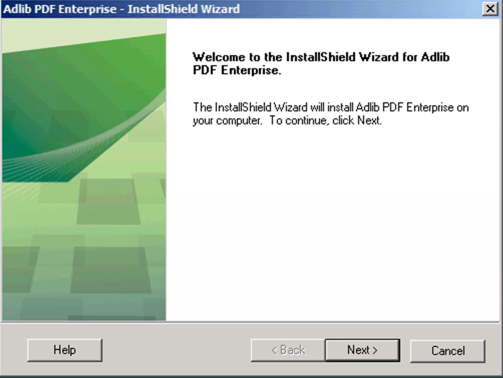 Adlib PDF Enterprise - InstallShield Wizard
Welcome to the InstallShield Wizard for Adlib
PDF Enterprise.
The InstallShield Wizard will install Adlib PDF Enterprise on
your computer. To continue, click Next.
Help
< Back
Next >
Cancel